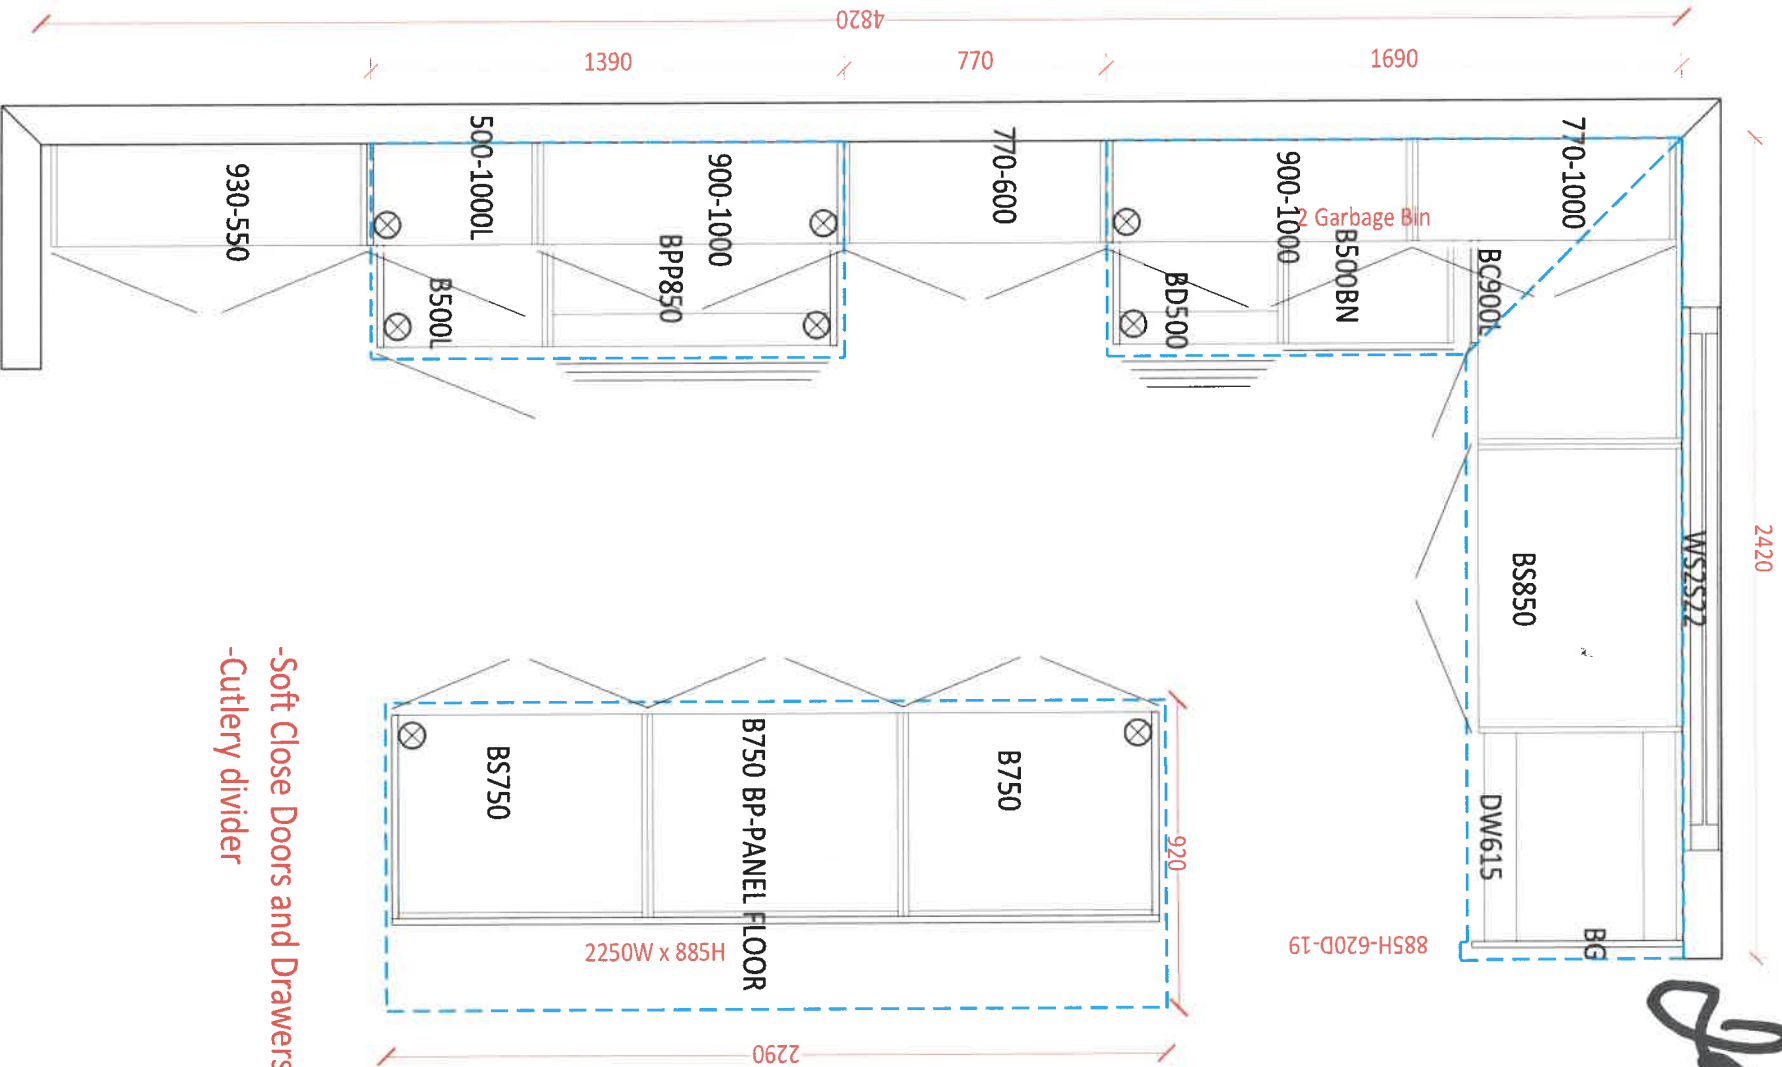 4820
1390
770
1690
2420
930-550
500-1000L
900-1000
770-600
900-1000
770-1000
2 Garbage Bin
B500L
BPP850
BD500
B500BN
BC900L
WS2S22
BS850
DW615
BG
885H-620D-19
BS750
B750 BP-PANEL FLOOR
B750
920
2250W x 885H
2290
-Soft Close Doors and Drawers
-Cutlery divider